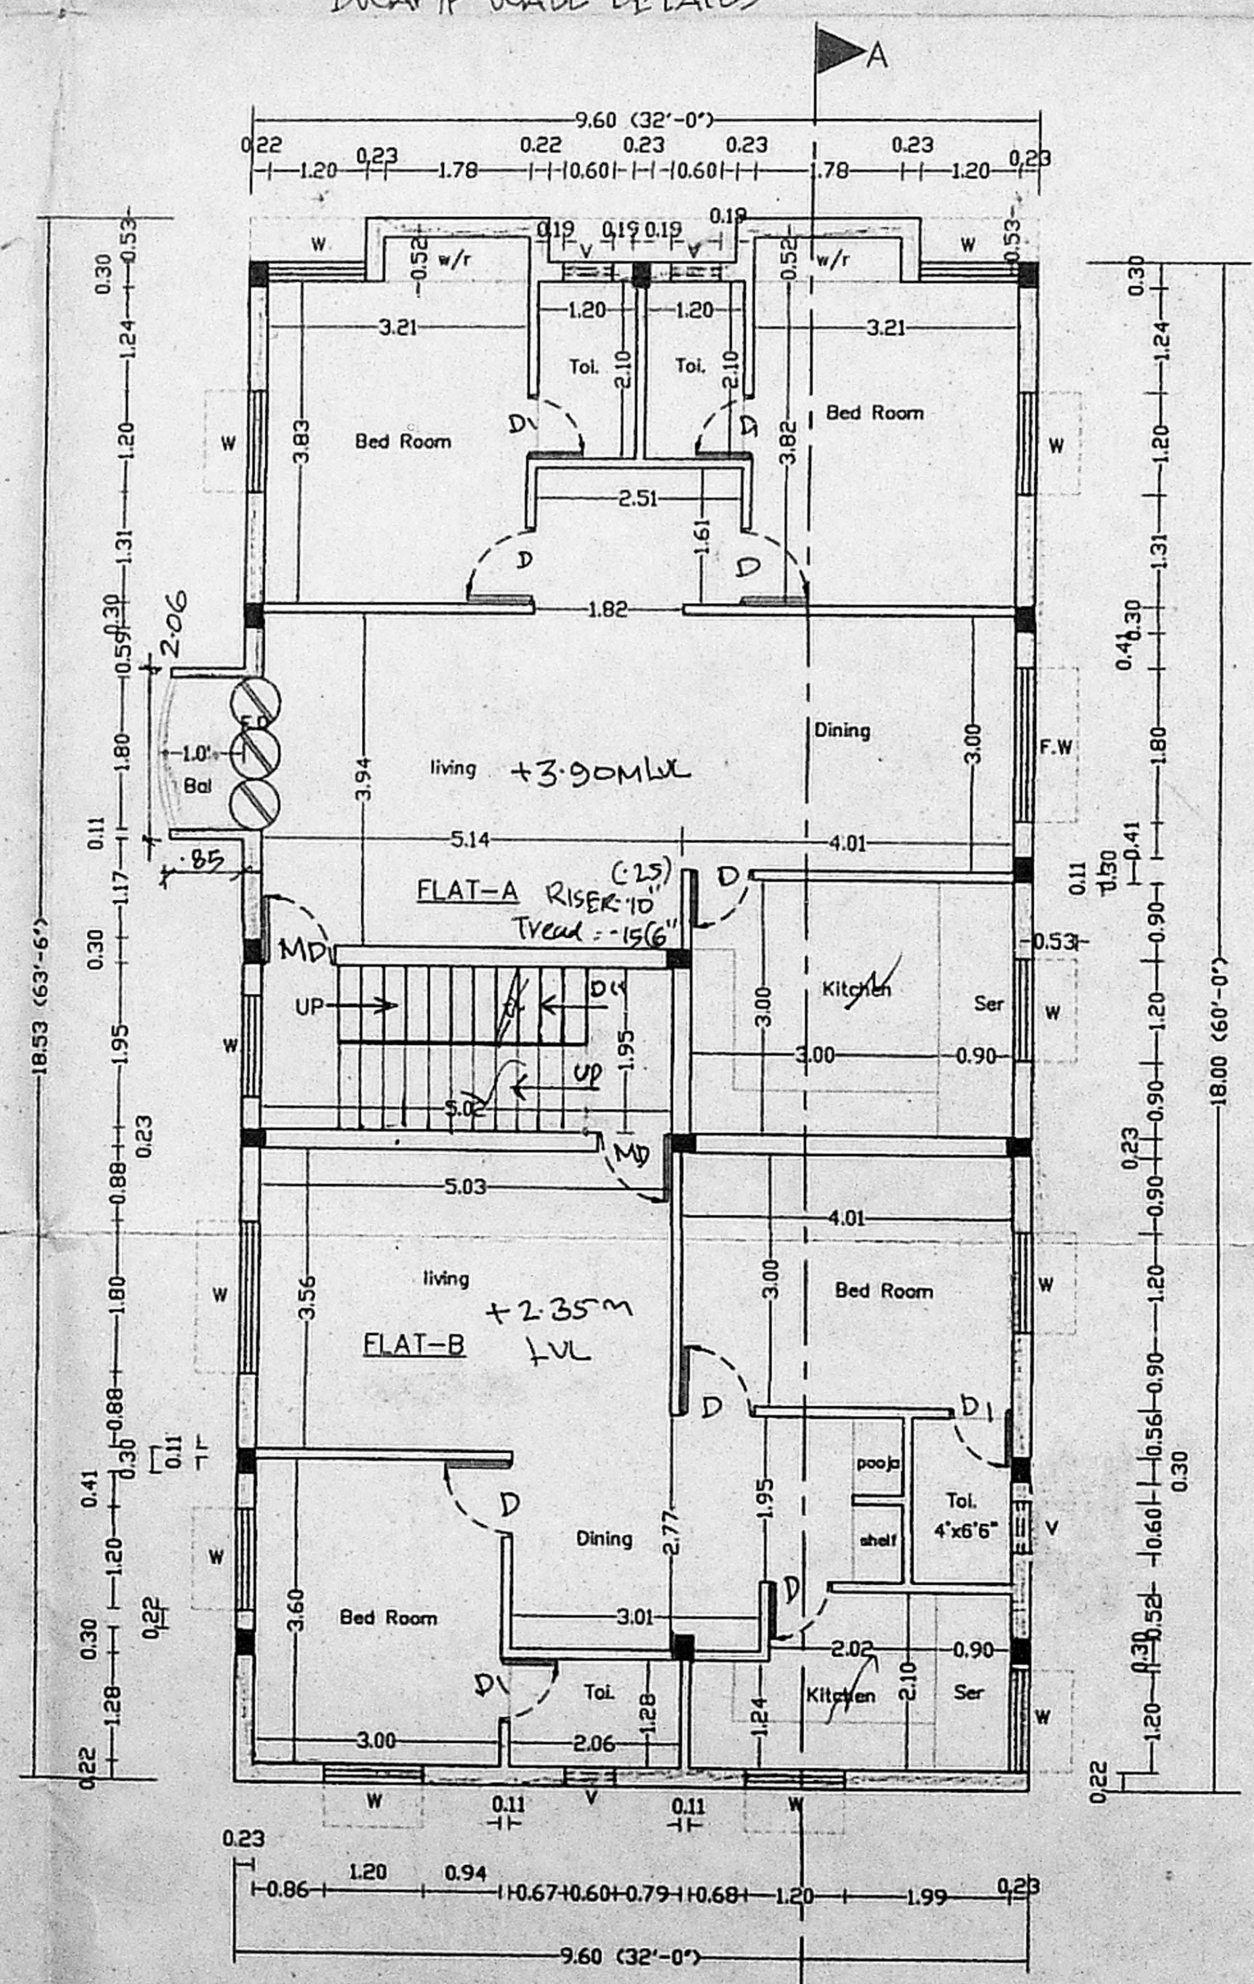 WALL DETAILS
A
9.60 (32'-0")
0.22 0.23 0.22 0.23 0.23 0.23 0.23
1.20 1.78 0.60 0.60 1.78 1.20
0.19 0.19 0.19 0.19
W w/r V V w/r W
0.52 0.52
0.53 0.53
0.30 0.30
3.21 1.20 1.20 3.21
1.24 1.24
Toi. Toi.
2.10 2.10
Bed Room Bed Room
D1 D
W W
1.20 3.83 3.82 1.20
2.51
1.61
1.31 D D 1.31
1.82
0.30 0.30
2.06
0.59 0.41
Dining
3.00
F.W
1.80 1.80
1.0'
Bal
living +3.90M LVL
3.94
5.14 4.01
0.11 0.41
.85
(.25)
FLAT-A RISER-10"
Tread :- .15(6"
D
0.11 0.30
1.17 0.90
MD
0.53
0.30
UP DN
Kitchen Ser
3.00
W W
1.95 1.95 1.20
3.00 0.90
UP
5.02
0.90
0.23 0.23
MD
5.03
0.88 0.90
4.01
18.53 (63'-6") 18.00 (60'-0")
living
+2.35m
LVL
FLAT-B
3.56 3.00
Bed Room
W W
1.80 1.20
0.88 0.90
D D1
0.30 0.11 0.56
0.41 0.30
pooja
Toi.
4'x6'6"
shelf
D
Dining
2.77 1.95
V
0.60
W
1.20
3.60
Bed Room
3.01
D
0.22
0.30 0.52
0.30
2.02 0.90
D1
Toi.
1.28
Kitchen Ser
2.10
1.24
W
1.28 1.20
3.00 2.06
0.22 0.22
W V W
0.11 0.11
0.23
0.86 1.20 0.94 0.67 0.60 0.79 0.68 1.20 1.99 0.23
9.60 (32'-0")